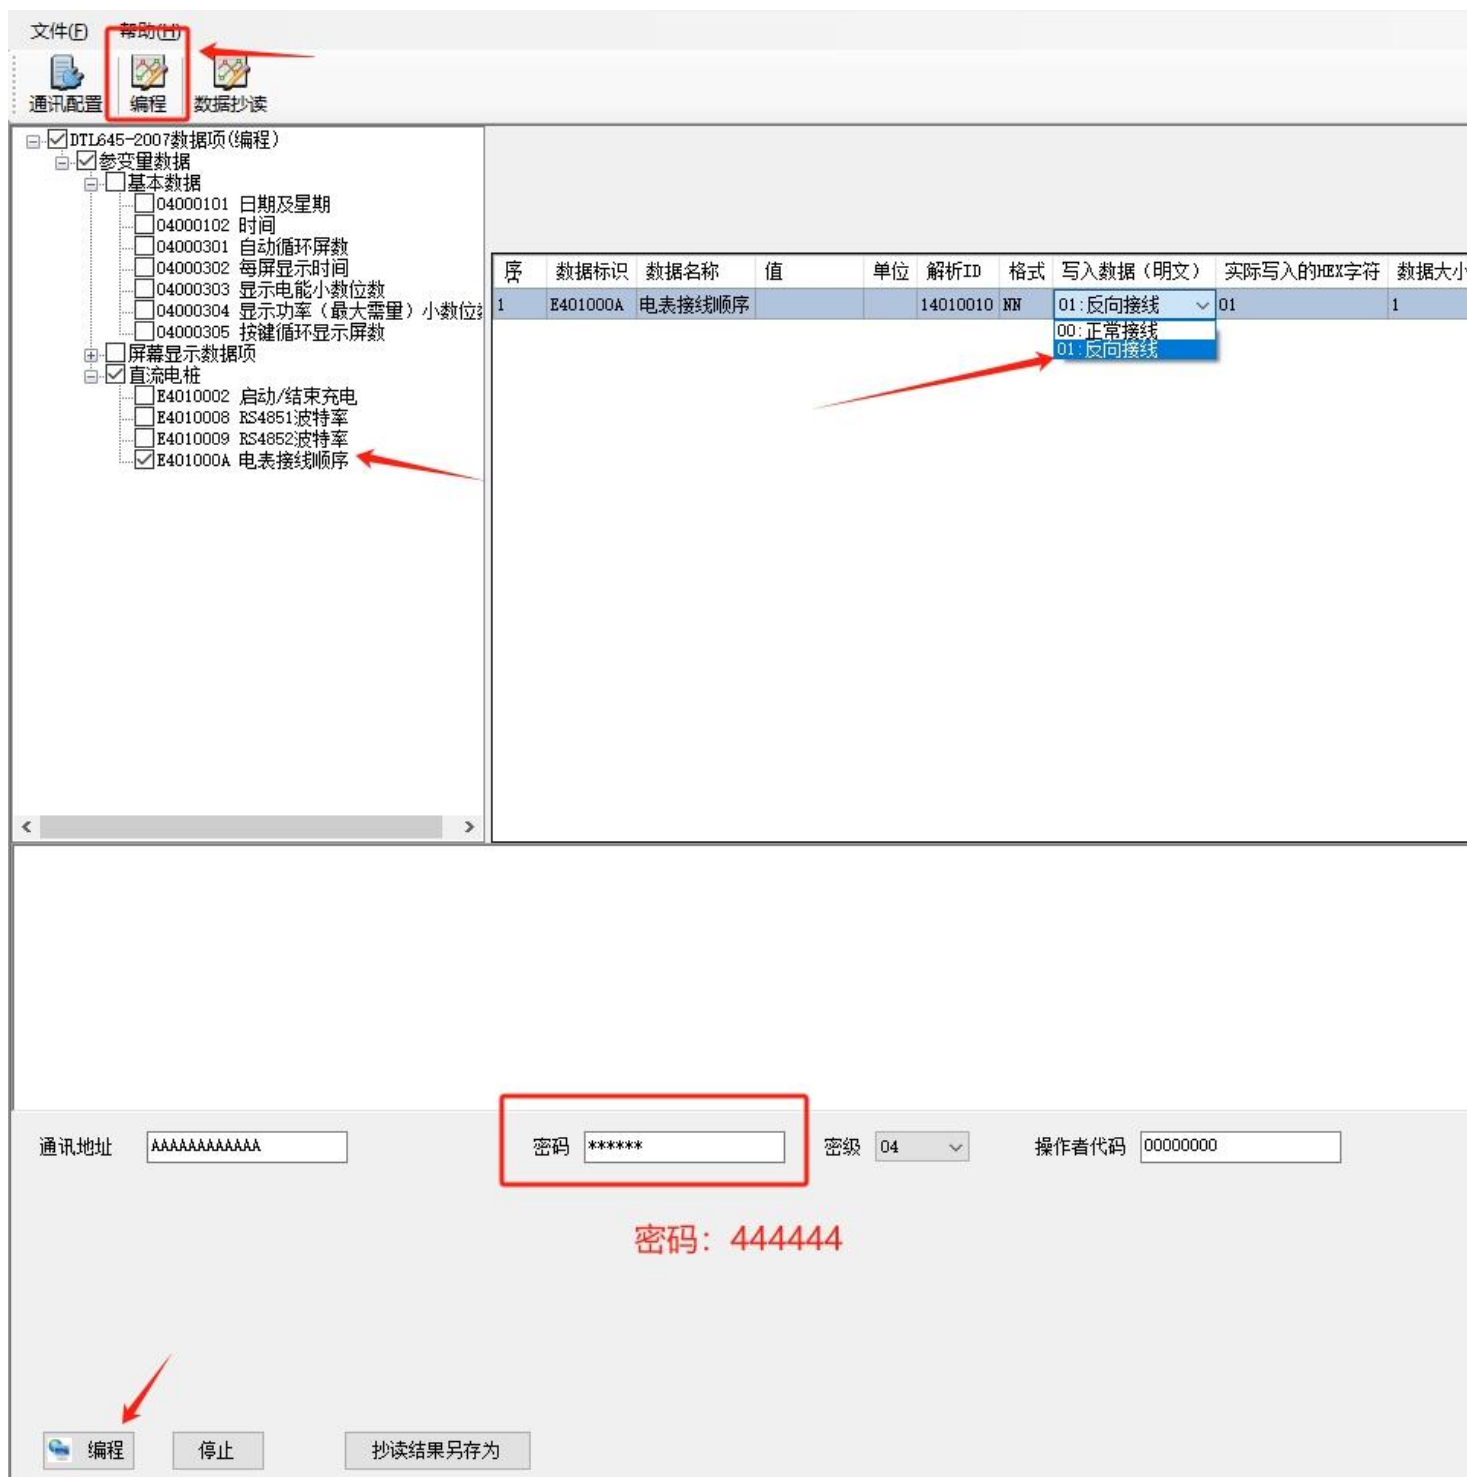 文件(F) 帮助(H)
通讯配置 编程 数据抄读
DTL645-2007数据项(编程)
参变量数据
基本数据
04000101 日期及星期
04000102 时间
04000301 自动循环屏数
04000302 每屏显示时间
04000303 显示电能小数位数
04000304 显示功率（最大需量）小数位
04000305 按键循环显示屏数
屏幕显示数据项
直流电桩
E4010002 启动/结束充电
E4010008 RS4851波特率
E4010009 RS4852波特率
E401000A 电表接线顺序
序 数据标识 数据名称 值 单位 解析ID 格式 写入数据（明文） 实际写入的HEX字符 数据大小
1 E401000A 电表接线顺序 14010010 NN 01:反向接线 01 1
00:正常接线
01:反向接线
通讯地址 AAAAAAAAAAAA 密码 ****** 密级 04 操作者代码 00000000
密码：444444
编程 停止 抄读结果另存为